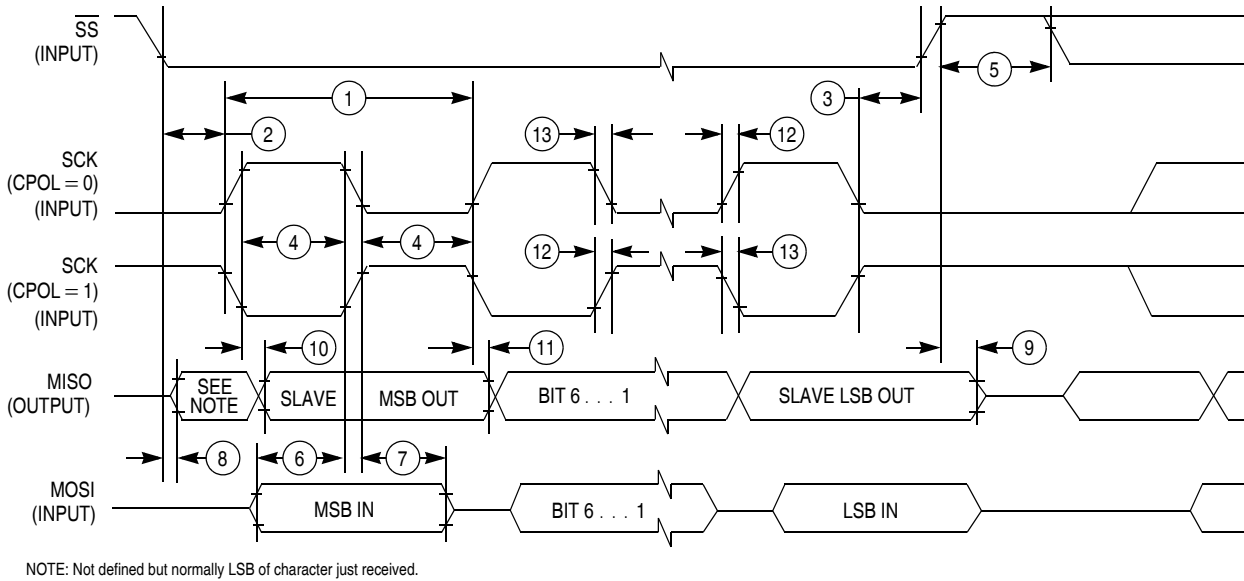 SS
(INPUT)
5
1
3
2
13
12
SCK
(CPOL = 0)
(INPUT)
4
4
SCK
(CPOL = 1)
(INPUT)
12
13
10
11
9
MISO
(OUTPUT)
SEE
NOTE
SLAVE
MSB OUT
BIT 6 . . . 1
SLAVE LSB OUT
8
6
7
MOSI
(INPUT)
MSB IN
BIT 6 . . . 1
LSB IN
NOTE: Not defined but normally LSB of character just received.